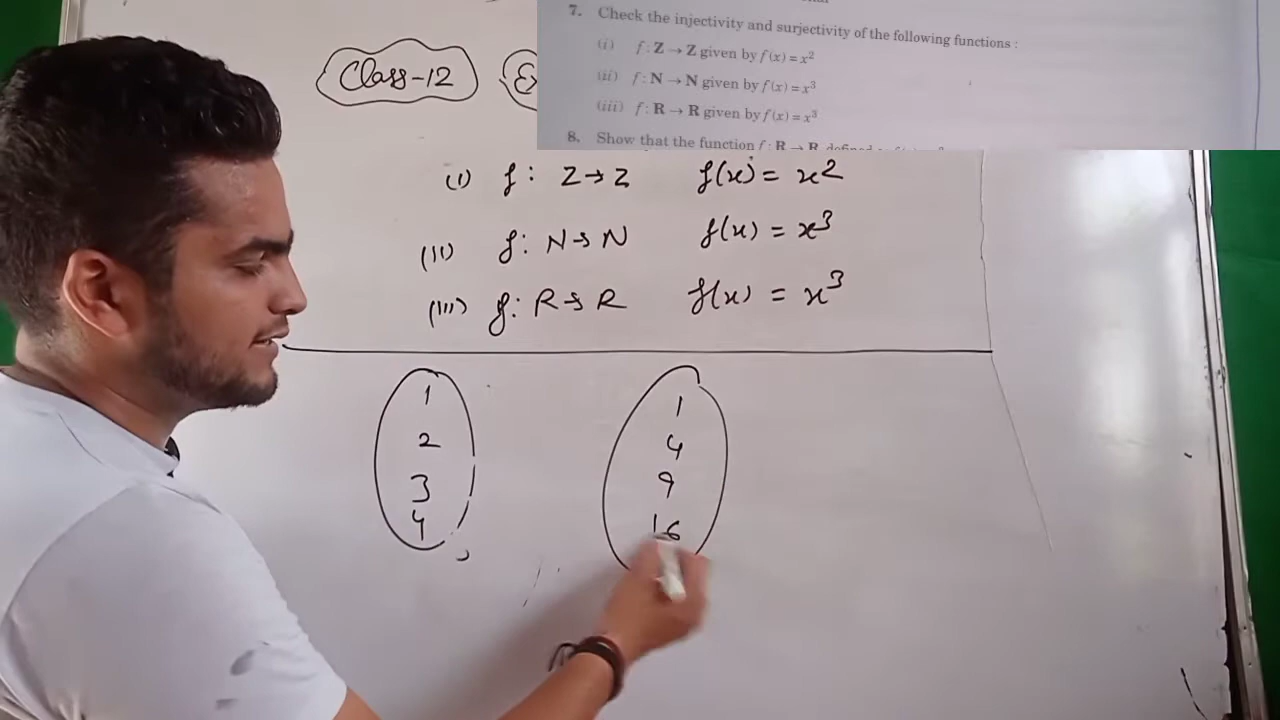 7. Check the injectivity and surjectivity of the following functions :
(i) f : Z → Z given by f(x) = x²
(ii) f : N → N given by f(x) = x³
(iii) f : R → R given by f(x) = x³
8. Show that the function f : R → R,
Class-12
(i) f : Z → Z f(x) = x²
(ii) f : N → N f(x) = x³
(iii) f : R → R f(x) = x³
1 1
2 4
3 9
4 16